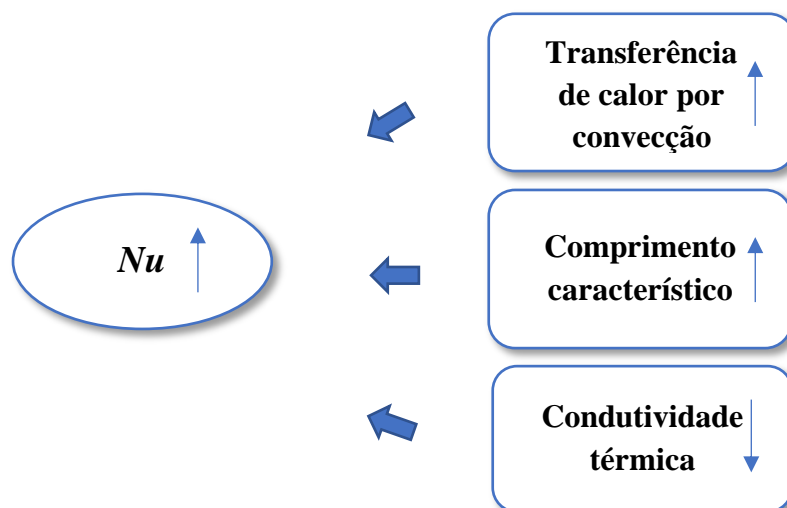 Transferência
de calor por
convecção
Nu
Comprimento
característico
Condutividade
térmica